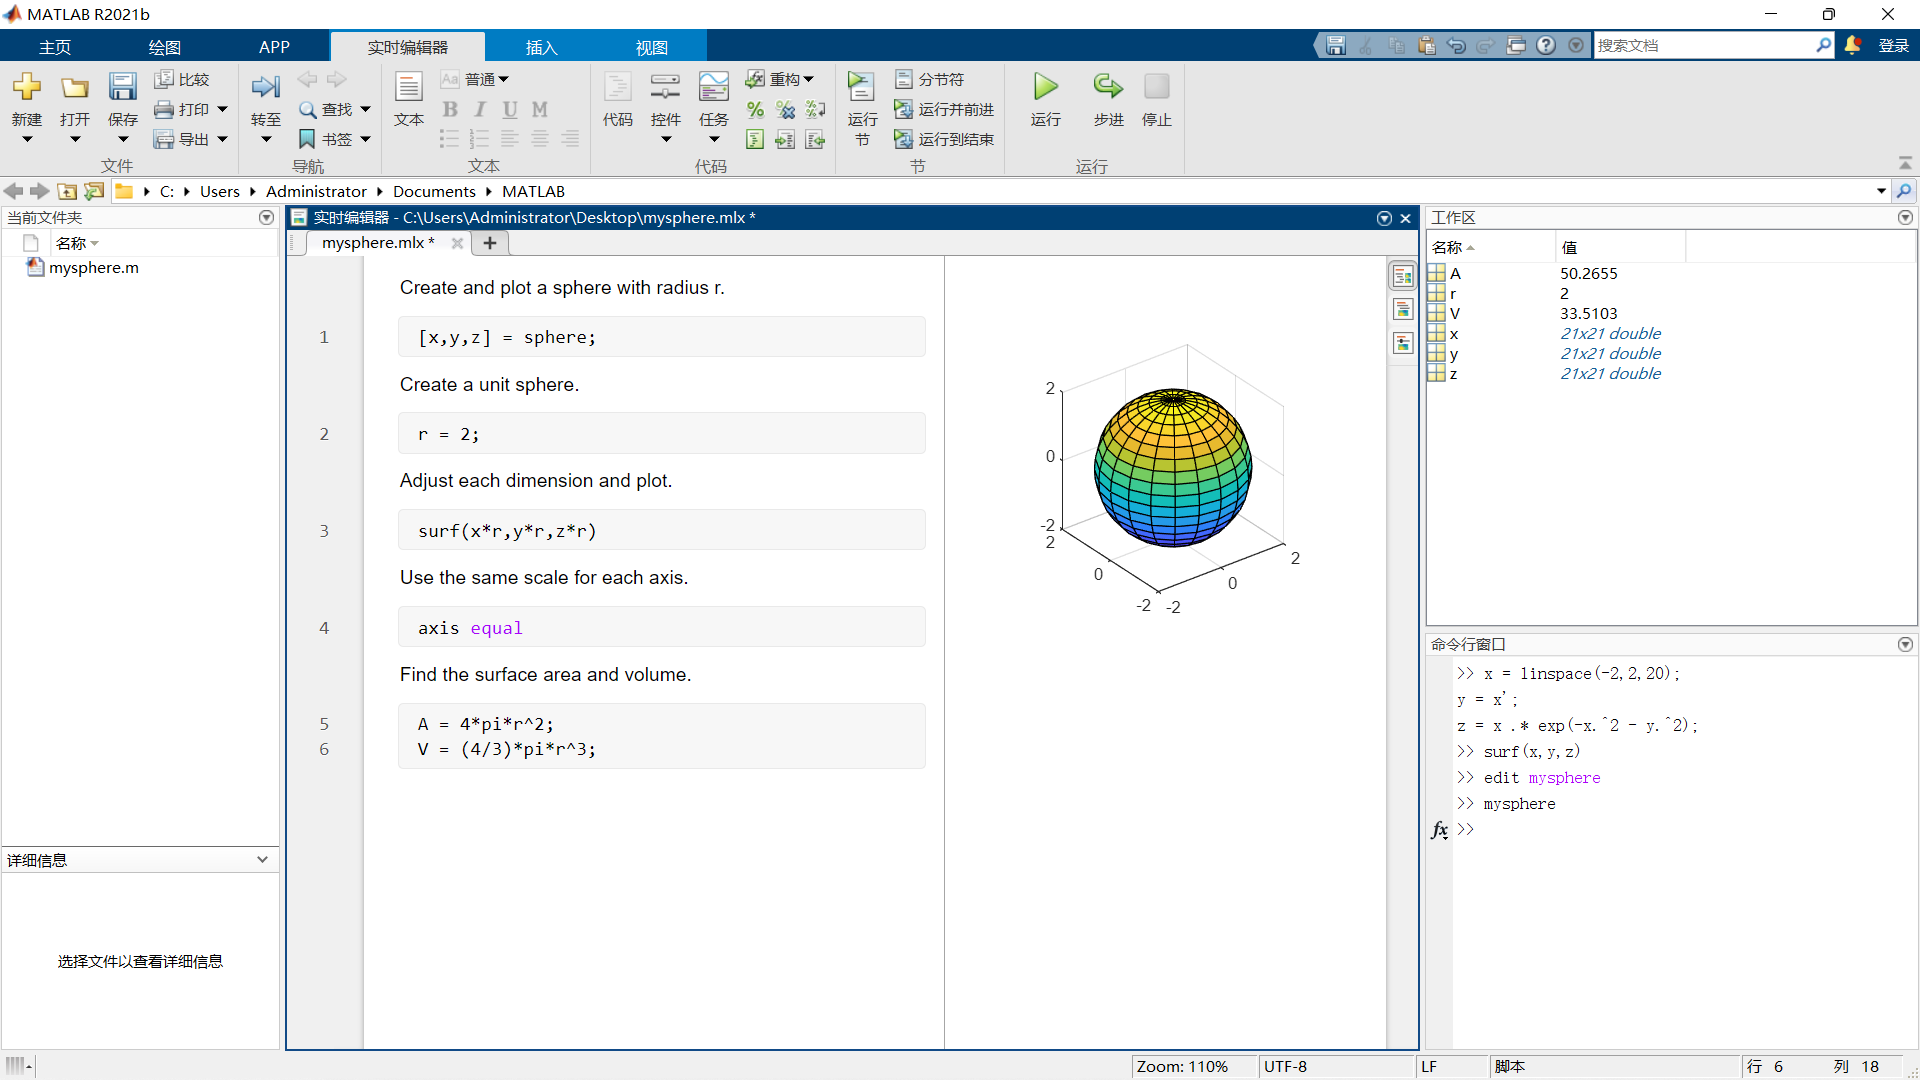 MATLAB R2021b
主页 绘图 APP 实时编辑器 插入 视图 搜索文档 登录
新建 打开 保存 比较 打印 导出 文件
转至 查找 书签 导航
文本 Aa 普通 B I U M 文本
代码 控件 任务 重构 代码
运行节 分节符 运行并前进 运行到结束 节
运行 步进 停止 运行
C: Users Administrator Documents MATLAB
当前文件夹
名称
mysphere.m
详细信息
选择文件以查看详细信息
实时编辑器 - C:\Users\Administrator\Desktop\mysphere.mlx *
mysphere.mlx *
Create and plot a sphere with radius r.
1 [x,y,z] = sphere;
Create a unit sphere.
2 r = 2;
Adjust each dimension and plot.
3 surf(x*r,y*r,z*r)
Use the same scale for each axis.
4 axis equal
Find the surface area and volume.
5 A = 4*pi*r^2;
6 V = (4/3)*pi*r^3;
2
0
-2
2
0
-2 -2
0
2
工作区
名称 值
A 50.2655
r 2
V 33.5103
x 21x21 double
y 21x21 double
z 21x21 double
命令行窗口
>> x = linspace(-2,2,20);
y = x';
z = x .* exp(-x.^2 - y.^2);
>> surf(x,y,z)
>> edit mysphere
>> mysphere
fx >>
Zoom: 110% UTF-8 LF 脚本 行 6 列 18